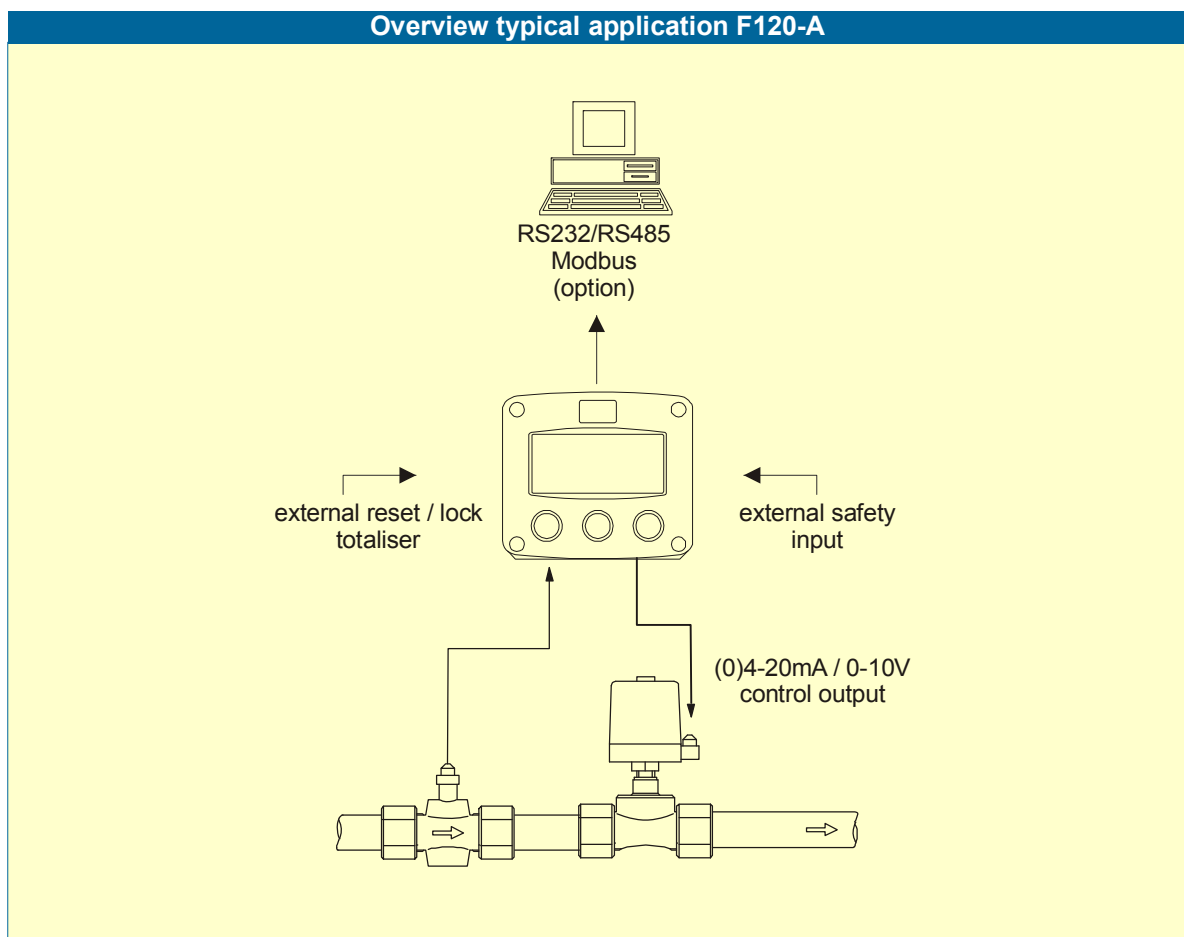 Overview typical application F120-A
RS232/RS485
Modbus
(option)
external reset / lock
totaliser
external safety
input
(0)4-20mA / 0-10V
control output